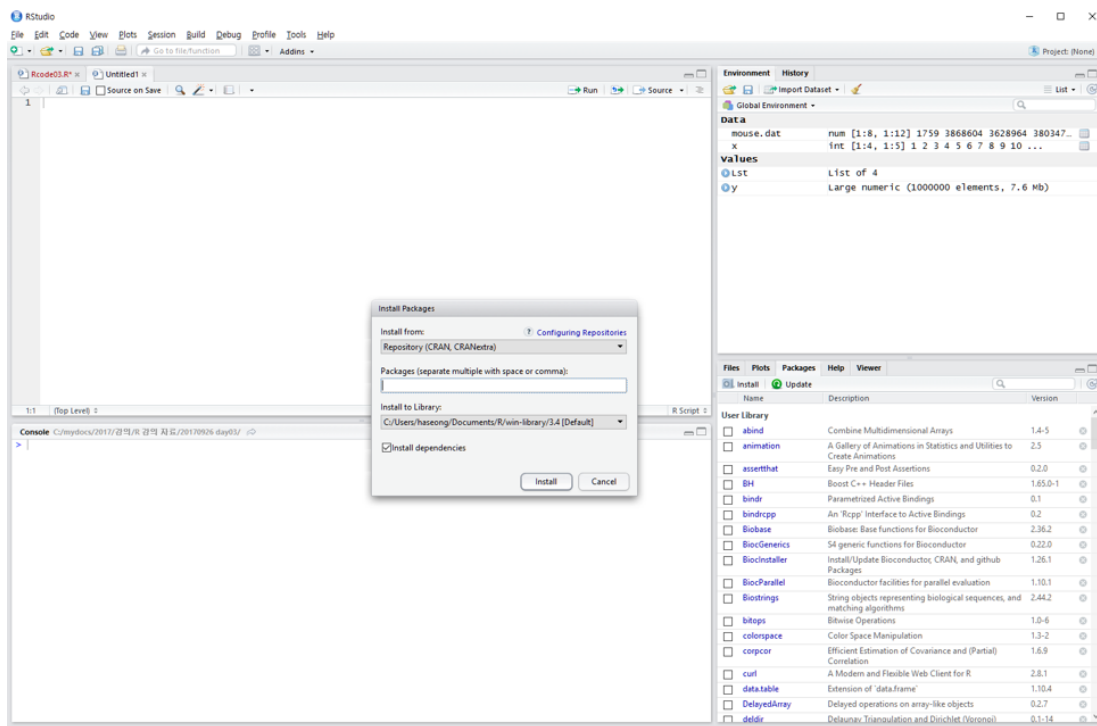 RStudio
File Edit Code View Plots Session Build Debug Profile Tools Help
Go to file/function Addins Project: (None)
Rcode03.R* Untitled1
Source on Save Run Source
1
1:1 (Top Level) R Script
Console C:/mydocs/2017/강의/R 강의 자료/20170926 day03/
>
Install Packages
Install from: ? Configuring Repositories
Repository (CRAN, CRANextra)
Packages (separate multiple with space or comma):
Install to Library:
C:/Users/haseong/Documents/R/win-library/3.4 [Default]
Install dependencies
Install Cancel
Environment History
Import Dataset List
Global Environment
Data
mouse.dat num [1:8, 1:12] 1759 3868604 3628964 380347…
x int [1:4, 1:5] 1 2 3 4 5 6 7 8 9 10 ...
Values
Lst List of 4
y Large numeric (1000000 elements, 7.6 Mb)
Files Plots Packages Help Viewer
Install Update
Name Description Version
User Library
abind Combine Multidimensional Arrays 1.4-5
animation A Gallery of Animations in Statistics and Utilities to 2.5
Create Animations
assertthat Easy Pre and Post Assertions 0.2.0
BH Boost C++ Header Files 1.65.0-1
bindr Parametrized Active Bindings 0.1
bindrcpp An 'Rcpp' Interface to Active Bindings 0.2
Biobase Biobase: Base functions for Bioconductor 2.36.2
BiocGenerics S4 generic functions for Bioconductor 0.22.0
BiocInstaller Install/Update Bioconductor, CRAN, and github 1.26.1
Packages
BiocParallel Bioconductor facilities for parallel evaluation 1.10.1
Biostrings String objects representing biological sequences, and 2.44.2
matching algorithms
bitops Bitwise Operations 1.0-6
colorspace Color Space Manipulation 1.3-2
corpcor Efficient Estimation of Covariance and (Partial) 1.6.9
Correlation
curl A Modern and Flexible Web Client for R 2.8.1
data.table Extension of `data.frame` 1.10.4
DelayedArray Delayed operations on array-like objects 0.2.7
deldir Delaunay Triangulation and Dirichlet (Voronoi) 0.1-14